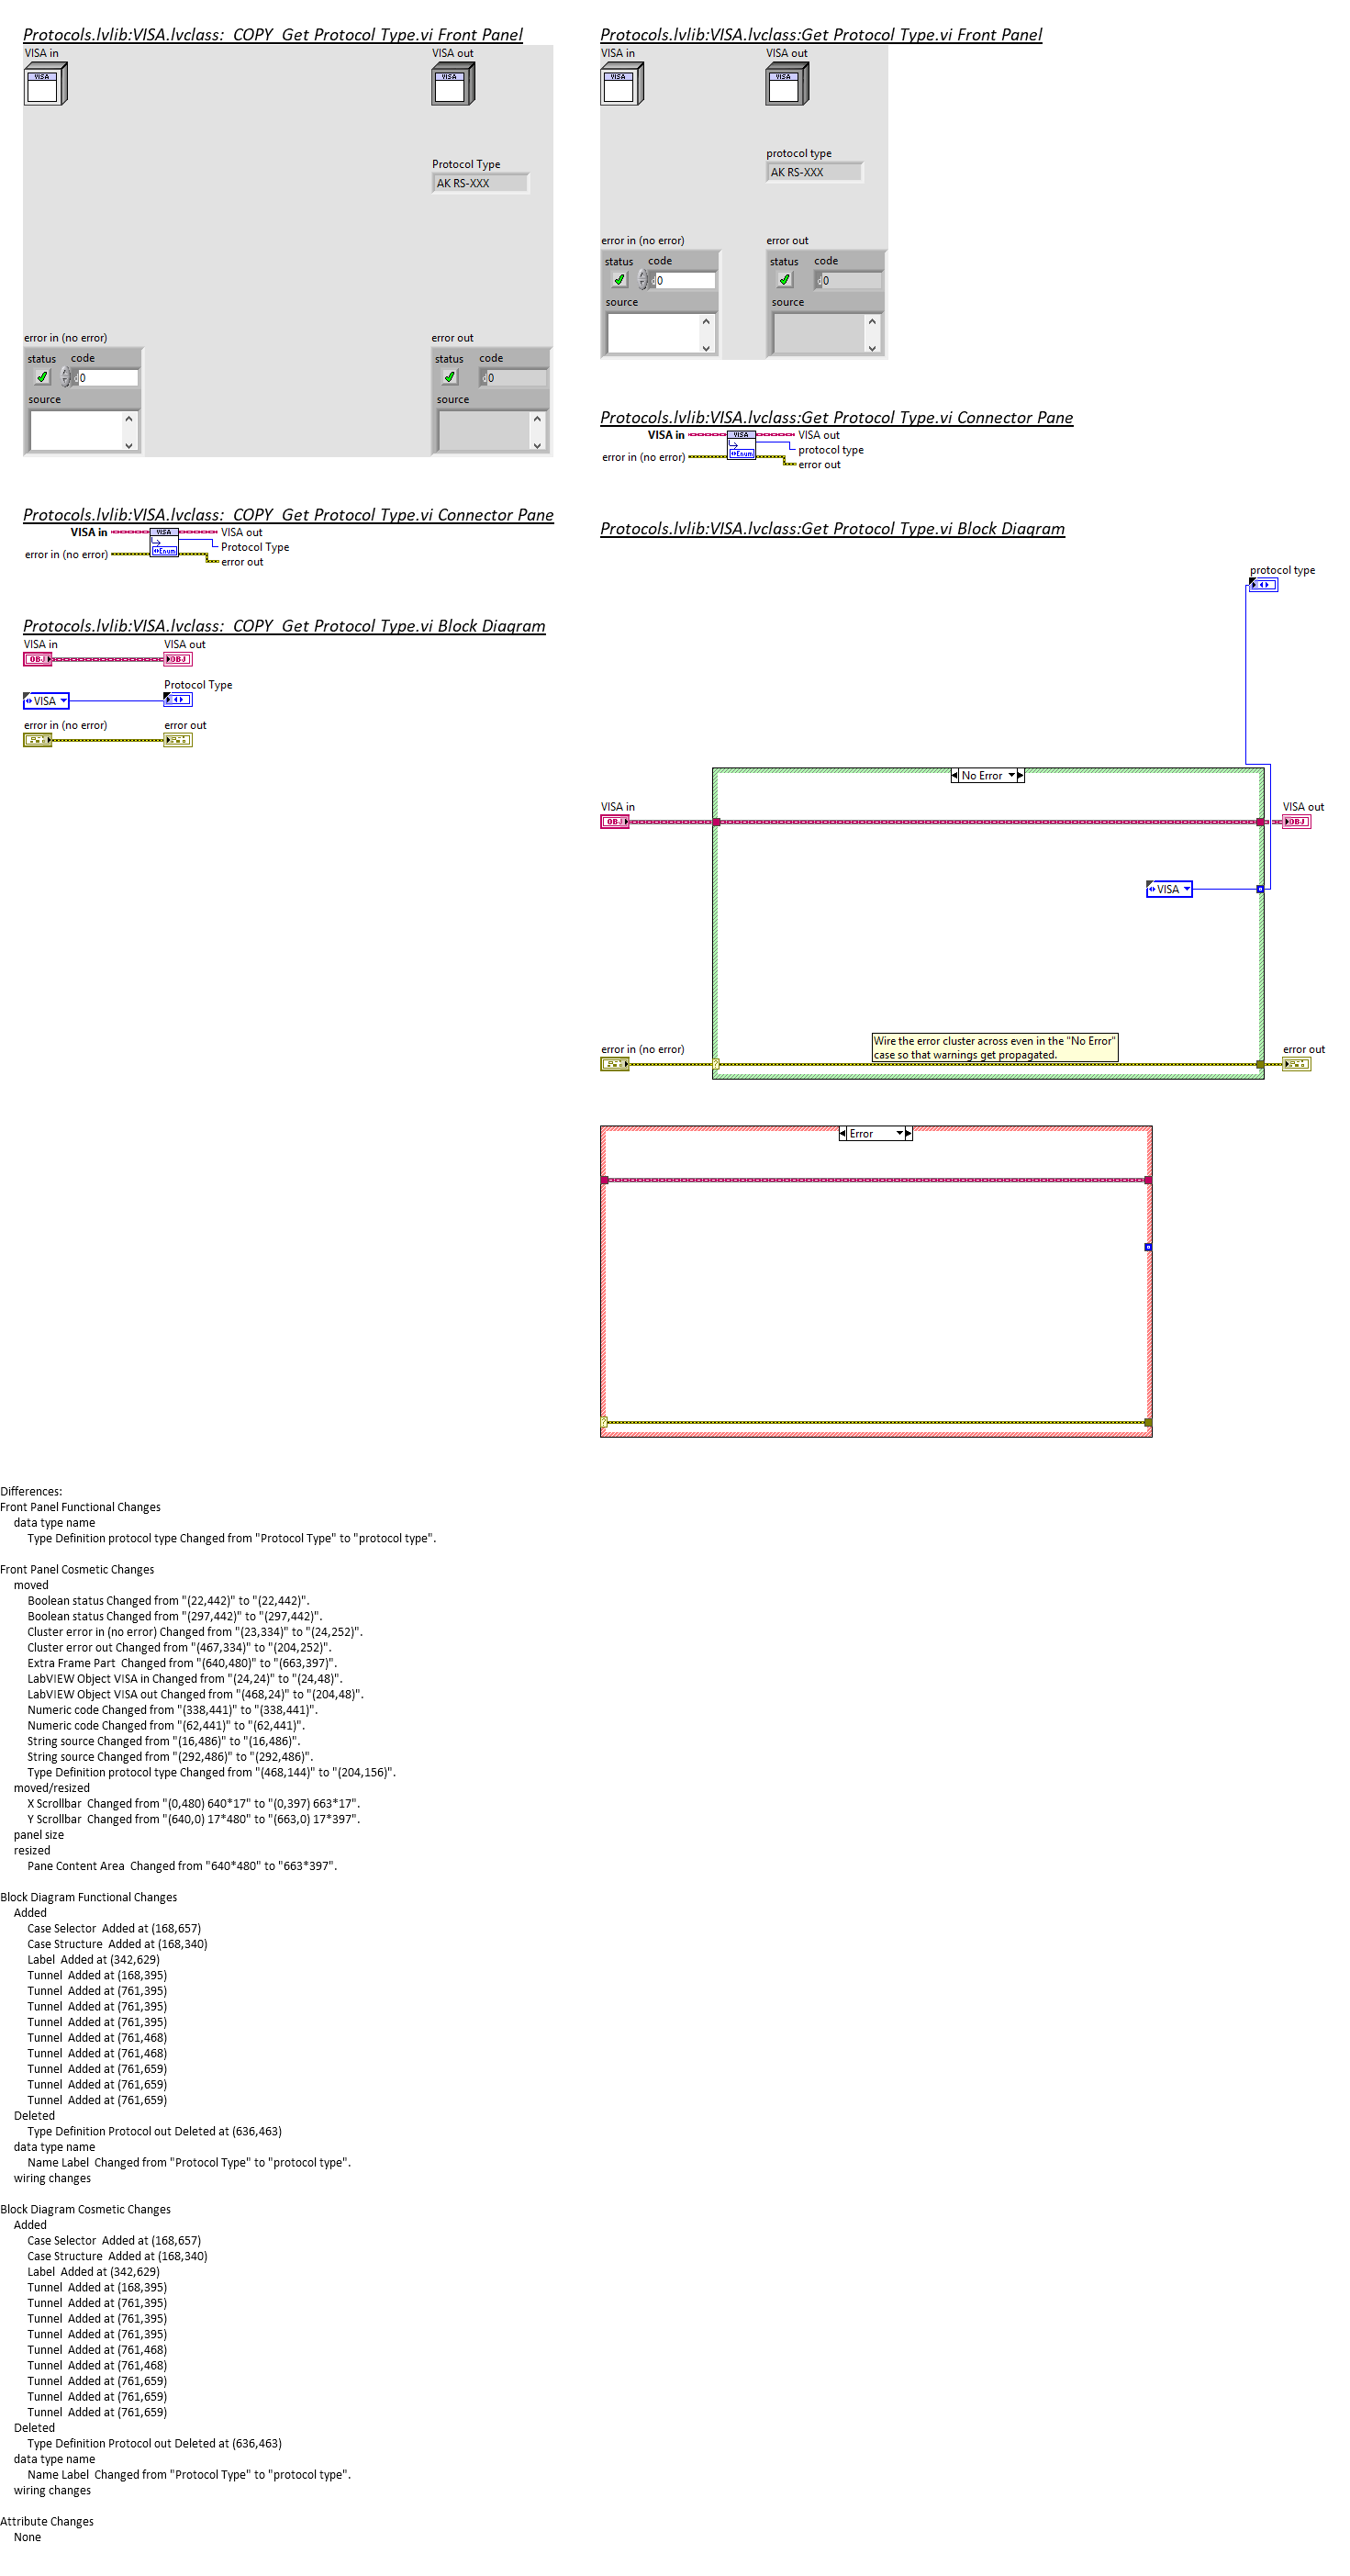 Protocols.lvlib:VISA.lvclass:_COPY_Get Protocol Type.vi Front Panel
VISA in
VISA out
VISA
VISA
Protocol Type
AK RS-XXX
error in (no error)
error out
status code
0
source
status code
0
source
Protocols.lvlib:VISA.lvclass:_COPY_Get Protocol Type.vi Connector Pane
VISA in
VISA
VISA out
Protocol Type
Enum
error in (no error)
error out
Protocols.lvlib:VISA.lvclass:_COPY_Get Protocol Type.vi Block Diagram
VISA in
VISA out
OBJ
OBJ
Protocol Type
VISA
error in (no error)
error out
Protocols.lvlib:VISA.lvclass:Get Protocol Type.vi Front Panel
VISA in
VISA out
VISA
VISA
protocol type
AK RS-XXX
error in (no error)
error out
status code
0
source
status code
0
source
Protocols.lvlib:VISA.lvclass:Get Protocol Type.vi Connector Pane
VISA in
VISA
VISA out
protocol type
Enum
error in (no error)
error out
Protocols.lvlib:VISA.lvclass:Get Protocol Type.vi Block Diagram
protocol type
No Error
VISA in
VISA out
OBJ
OBJ
VISA
Wire the error cluster across even in the "No Error"
case so that warnings get propagated.
error in (no error)
error out
?
Error
?
Differences:
Front Panel Functional Changes
data type name
Type Definition protocol type Changed from "Protocol Type" to "protocol type".
Front Panel Cosmetic Changes
moved
Boolean status Changed from "(22,442)" to "(22,442)".
Boolean status Changed from "(297,442)" to "(297,442)".
Cluster error in (no error) Changed from "(23,334)" to "(24,252)".
Cluster error out Changed from "(467,334)" to "(204,252)".
Extra Frame Part  Changed from "(640,480)" to "(663,397)".
LabVIEW Object VISA in Changed from "(24,24)" to "(24,48)".
LabVIEW Object VISA out Changed from "(468,24)" to "(204,48)".
Numeric code Changed from "(338,441)" to "(338,441)".
Numeric code Changed from "(62,441)" to "(62,441)".
String source Changed from "(16,486)" to "(16,486)".
String source Changed from "(292,486)" to "(292,486)".
Type Definition protocol type Changed from "(468,144)" to "(204,156)".
moved/resized
X Scrollbar  Changed from "(0,480) 640*17" to "(0,397) 663*17".
Y Scrollbar  Changed from "(640,0) 17*480" to "(663,0) 17*397".
panel size
resized
Pane Content Area  Changed from "640*480" to "663*397".
Block Diagram Functional Changes
Added
Case Selector  Added at (168,657)
Case Structure  Added at (168,340)
Label  Added at (342,629)
Tunnel  Added at (168,395)
Tunnel  Added at (761,395)
Tunnel  Added at (761,395)
Tunnel  Added at (761,395)
Tunnel  Added at (761,468)
Tunnel  Added at (761,468)
Tunnel  Added at (761,659)
Tunnel  Added at (761,659)
Tunnel  Added at (761,659)
Deleted
Type Definition Protocol out Deleted at (636,463)
data type name
Name Label  Changed from "Protocol Type" to "protocol type".
wiring changes
Block Diagram Cosmetic Changes
Added
Case Selector  Added at (168,657)
Case Structure  Added at (168,340)
Label  Added at (342,629)
Tunnel  Added at (168,395)
Tunnel  Added at (761,395)
Tunnel  Added at (761,395)
Tunnel  Added at (761,395)
Tunnel  Added at (761,468)
Tunnel  Added at (761,468)
Tunnel  Added at (761,659)
Tunnel  Added at (761,659)
Tunnel  Added at (761,659)
Deleted
Type Definition Protocol out Deleted at (636,463)
data type name
Name Label  Changed from "Protocol Type" to "protocol type".
wiring changes
Attribute Changes
None